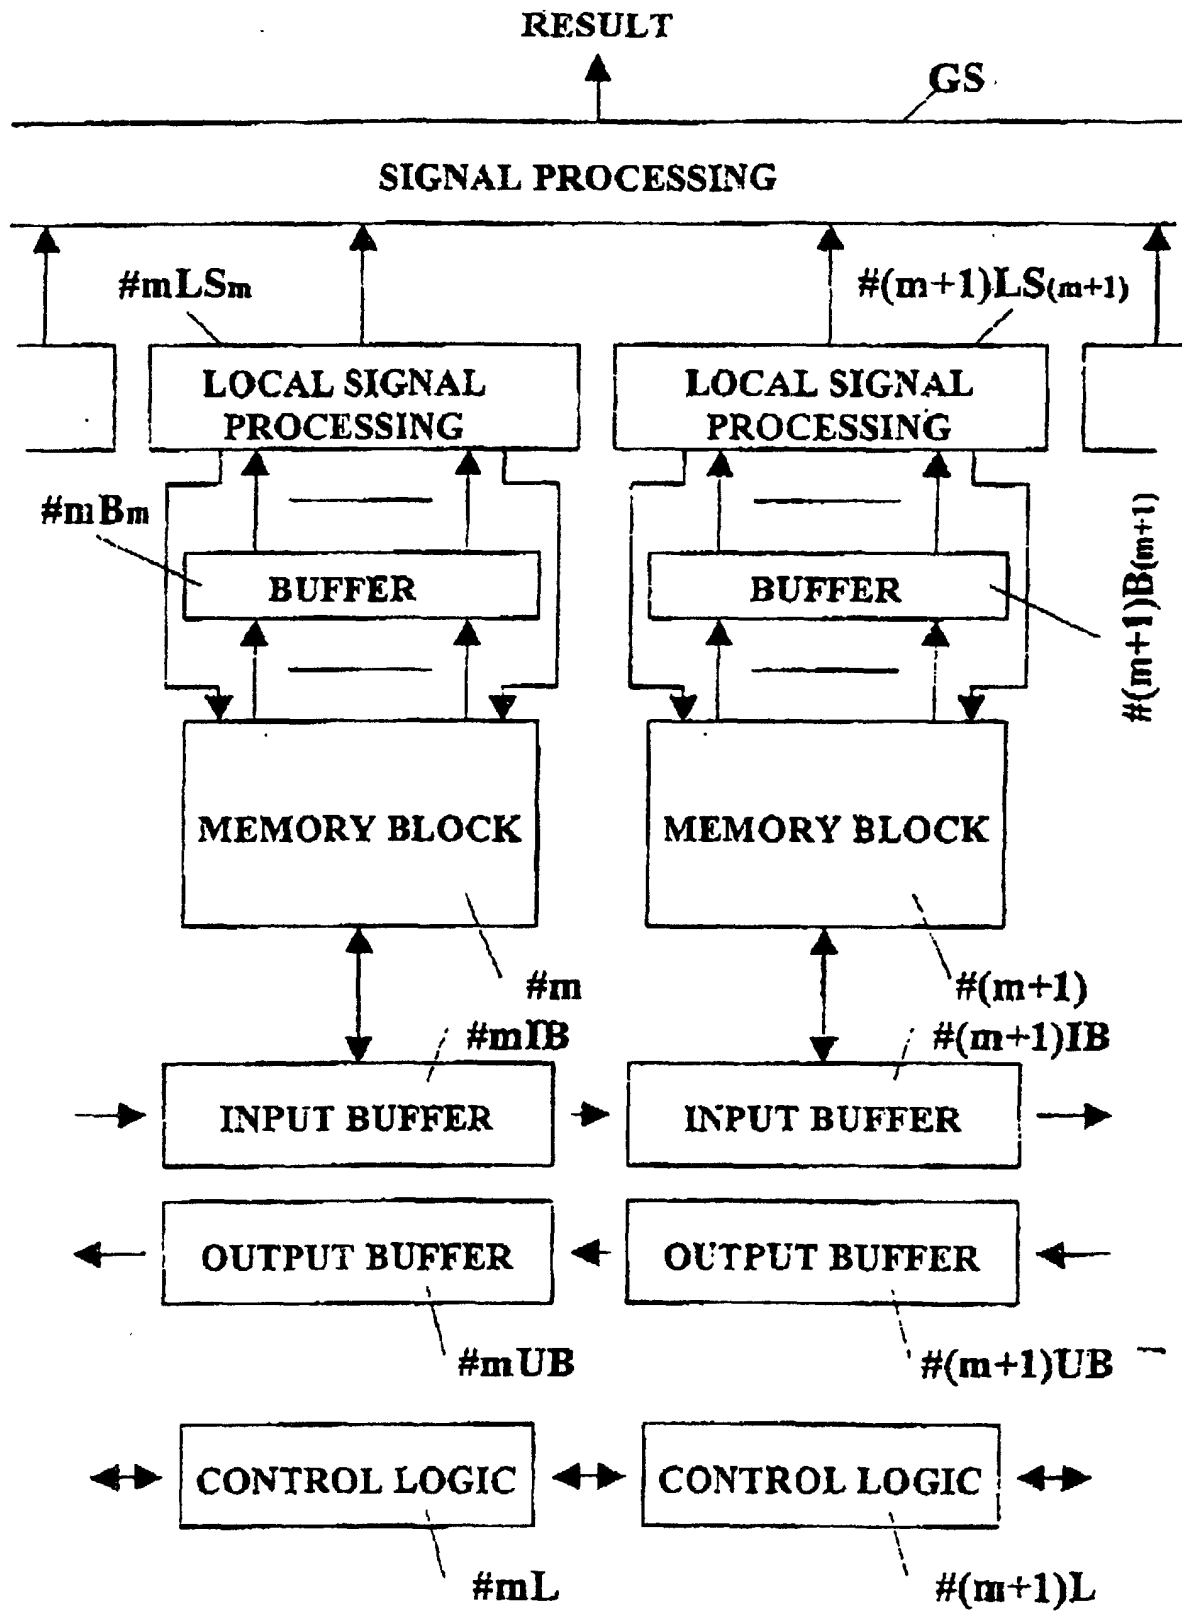 RESULT
GS
SIGNAL PROCESSING
#mLSm
#(m+1)LS(m+1)
LOCAL SIGNAL
PROCESSING
LOCAL SIGNAL
PROCESSING
#mBm
#(m+1)B(m+1)
BUFFER
BUFFER
MEMORY BLOCK
MEMORY BLOCK
#m
#(m+1)
#mIB
#(m+1)IB
INPUT BUFFER
INPUT BUFFER
OUTPUT BUFFER
OUTPUT BUFFER
#mUB
#(m+1)UB
CONTROL LOGIC
CONTROL LOGIC
#mL
#(m+1)L